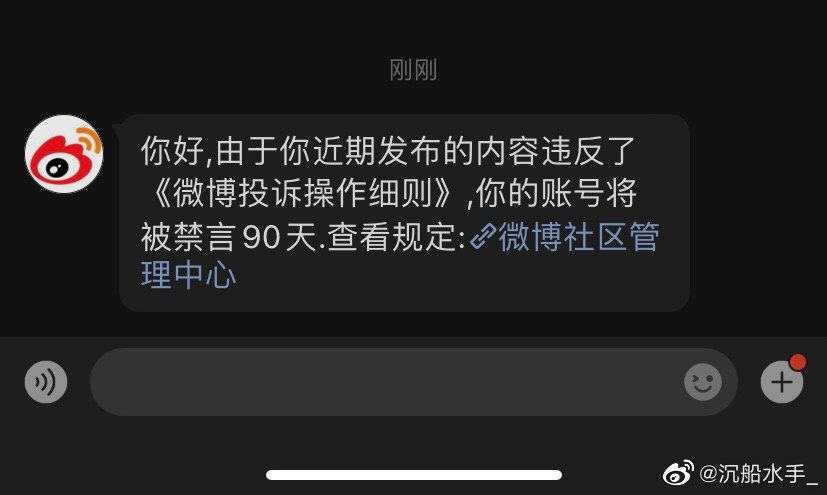 刚刚
你好,由于你近期发布的内容违反了
《微博投诉操作细则》,你的账号将
被禁言90天.查看规定:微博社区管
理中心
@沉船水手_